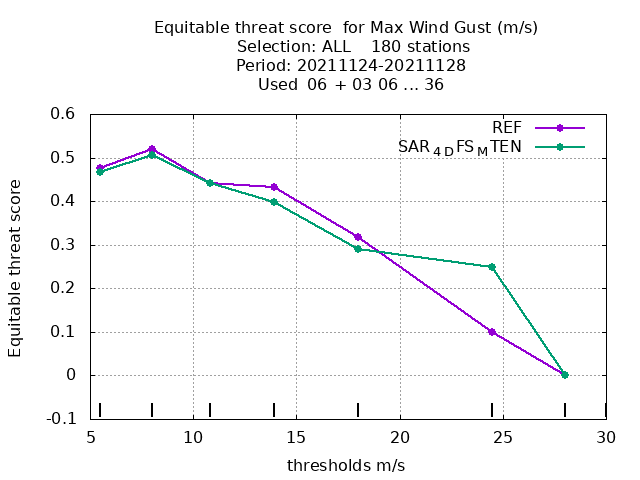 Equitable threat score  for Max Wind Gust (m/s)
Selection: ALL    180 stations
Period: 20211124-20211128
Used  06 + 03 06 ... 36
REF
SAR4DFSMTEN
Equitable threat score
0.6
0.5
0.4
0.3
0.2
0.1
0
-0.1
5 10 15 20 25 30
thresholds m/s